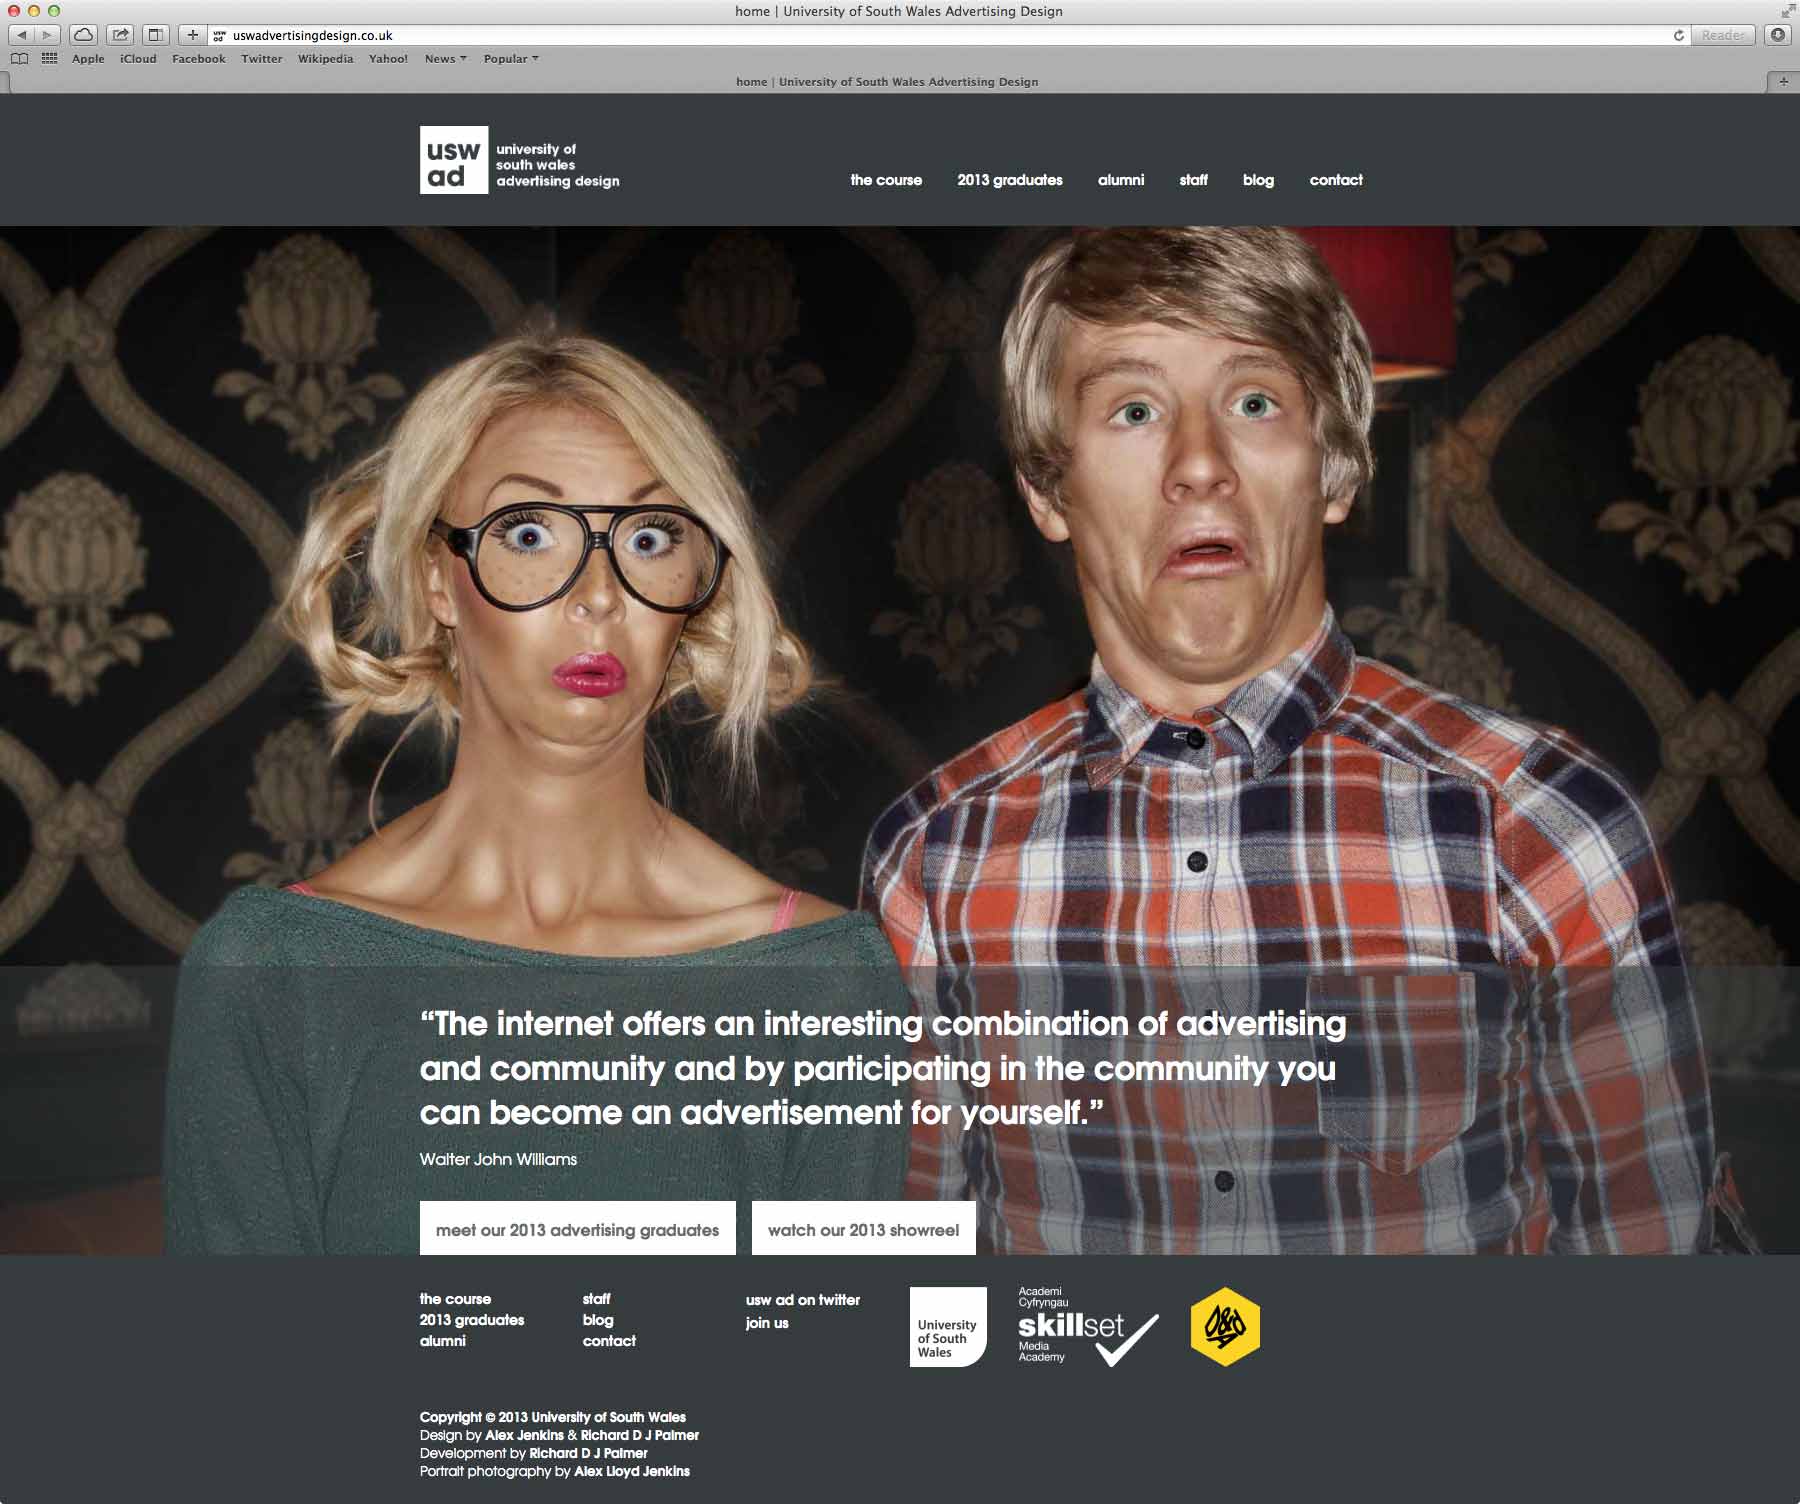 home | University of South Wales Advertising Design
uswadvertisingdesign.co.uk
Reader
Apple iCloud Facebook Twitter Wikipedia Yahoo! News Popular
home | University of South Wales Advertising Design
usw
ad
university of
south wales
advertising design
the course 2013 graduates alumni staff blog contact
“The internet offers an interesting combination of advertising
and community and by participating in the community you
can become an advertisement for yourself.”
Walter John Williams
meet our 2013 advertising graduates
watch our 2013 showreel
the course
2013 graduates
alumni
staff
blog
contact
usw ad on twitter
join us
University
of South
Wales
Academi
Cyfryngau
skillset
Media
Academy
D&AD
Copyright © 2013 University of South Wales
Design by Alex Jenkins & Richard D J Palmer
Development by Richard D J Palmer
Portrait photography by Alex Lloyd Jenkins